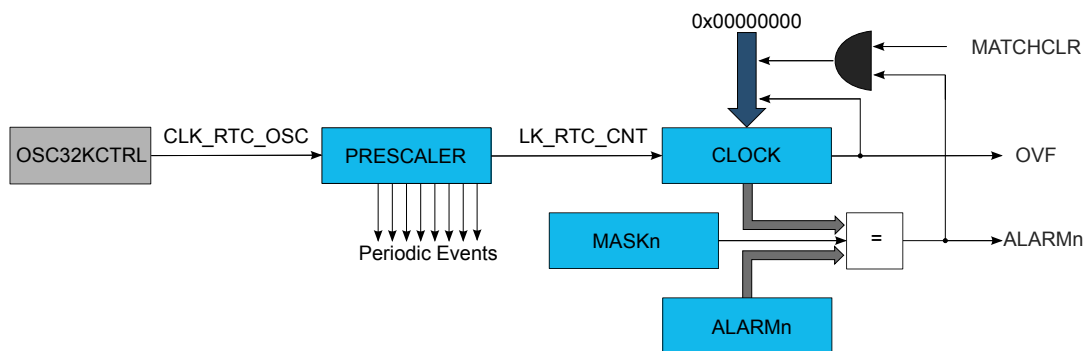 0x00000000
MATCHCLR
OSC32KCTRL
CLK_RTC_OSC
PRESCALER
LK_RTC_CNT
CLOCK
OVF
Periodic Events
MASKn
=
ALARMn
ALARMn